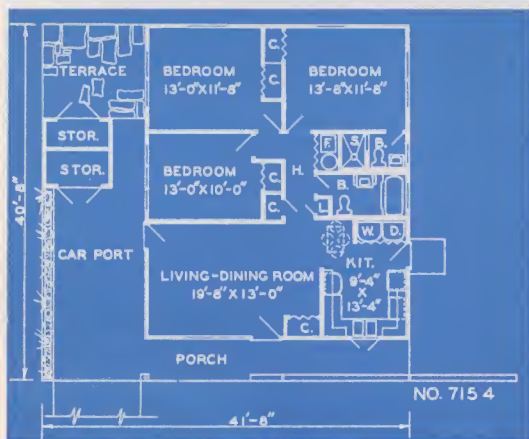 TERRACE
BEDROOM
13'-0"X11'-8"
C.
C.
BEDROOM
13'-8"X11'-8"
STOR.
STOR.
BEDROOM
13'-0"X10'-0"
C.
C.
H.
F.
S.
B.
B.
L.
W.
D.
40'-8"
CAR PORT
LIVING-DINING ROOM
19'-8"X13'-0"
KIT.
9'-4"
X
13'-4"
C.
PORCH
NO. 7154
41'-8"